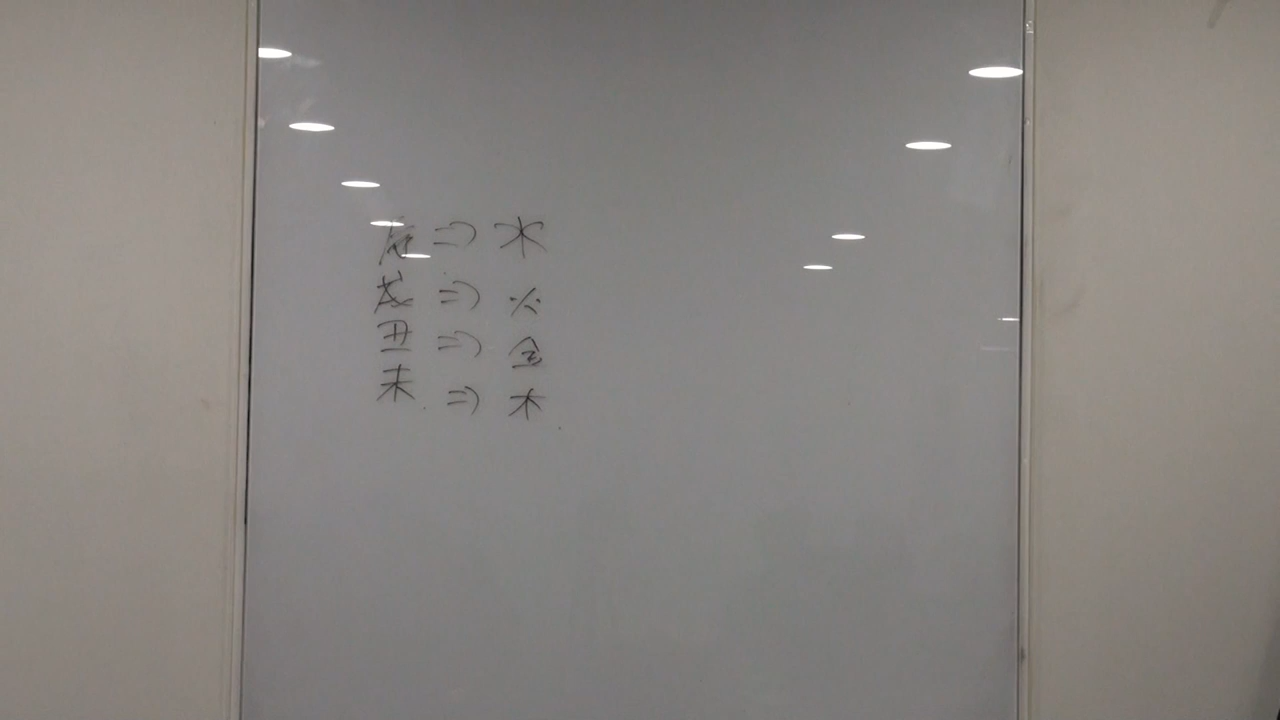 辰 ⇒ 水
戌 ⇒ 火
丑 ⇒ 金
未 ⇒ 木